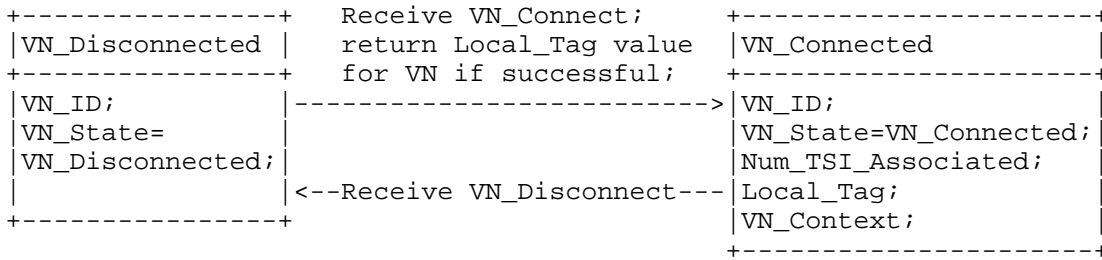 +----------------+   Receive VN_Connect;     +----------------------+
|VN_Disconnected |   return Local_Tag value  |VN_Connected          |
+----------------+   for VN if successful;   +----------------------+
|VN_ID;          |-------------------------->|VN_ID;                |
|VN_State=       |                           |VN_State=VN_Connected;|
|VN_Disconnected;|                           |Num_TSI_Associated;   |
|                |<--Receive VN_Disconnect---|Local_Tag;            |
+----------------+                           |VN_Context;           |
                                             +----------------------+